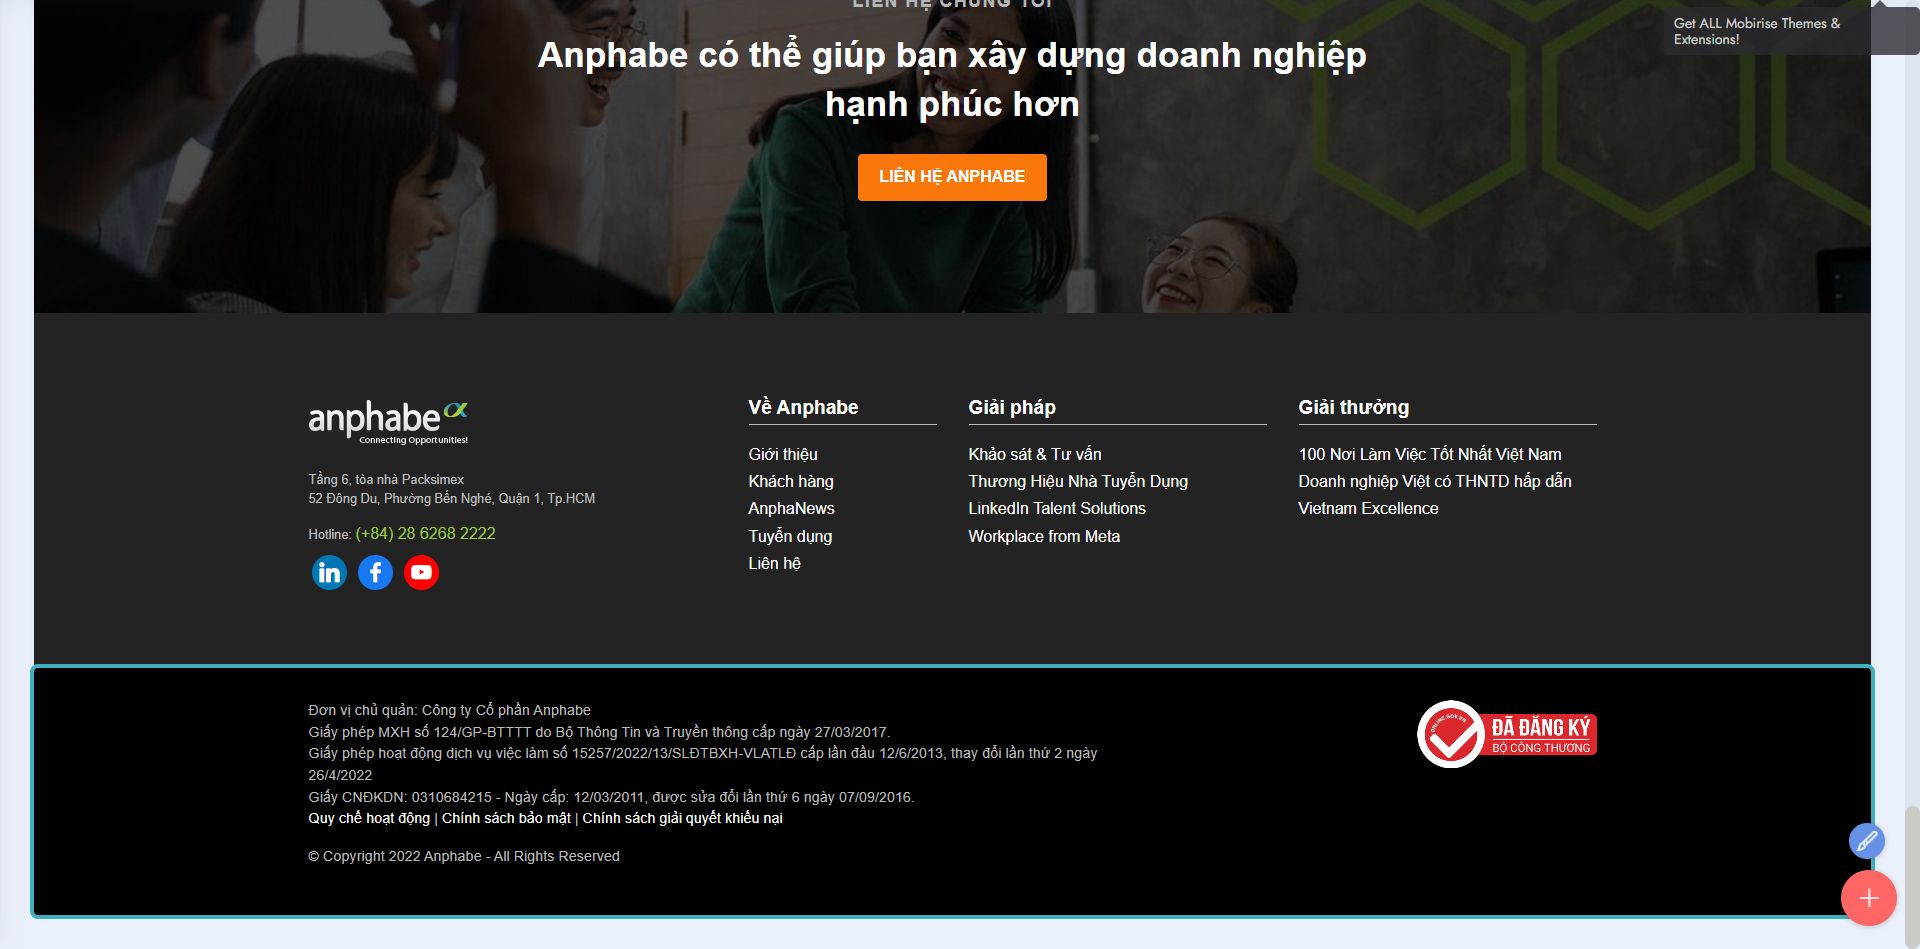 LIÊN HỆ CHÚNG TÔI
Get ALL Mobirise Themes &
Extensions!
Anphabe có thể giúp bạn xây dựng doanh nghiệp
hạnh phúc hơn
LIÊN HỆ ANPHABE
anphabe
Connecting Opportunities!
Tầng 6, tòa nhà Packsimex
52 Đông Du, Phường Bến Nghé, Quận 1, Tp.HCM
Hotline: (+84) 28 6268 2222
in f
Về Anphabe
Giới thiệu
Khách hàng
AnphaNews
Tuyển dụng
Liên hệ
Giải pháp
Khảo sát & Tư vấn
Thương Hiệu Nhà Tuyển Dụng
LinkedIn Talent Solutions
Workplace from Meta
Giải thưởng
100 Nơi Làm Việc Tốt Nhất Việt Nam
Doanh nghiệp Việt có THNTD hấp dẫn
Vietnam Excellence
Đơn vị chủ quản: Công ty Cổ phần Anphabe
Giấy phép MXH số 124/GP-BTTTT do Bộ Thông Tin và Truyền thông cấp ngày 27/03/2017.
Giấy phép hoạt động dịch vụ việc làm số 15257/2022/13/SLĐTBXH-VLATLĐ cấp lần đầu 12/6/2013, thay đổi lần thứ 2 ngày
26/4/2022
Giấy CNĐKDN: 0310684215 - Ngày cấp: 12/03/2011, được sửa đổi lần thứ 6 ngày 07/09/2016.
Quy chế hoạt động | Chính sách bảo mật | Chính sách giải quyết khiếu nại
© Copyright 2022 Anphabe - All Rights Reserved
ONLINE.GOV.VN
ĐÃ ĐĂNG KÝ
BỘ CÔNG THƯƠNG